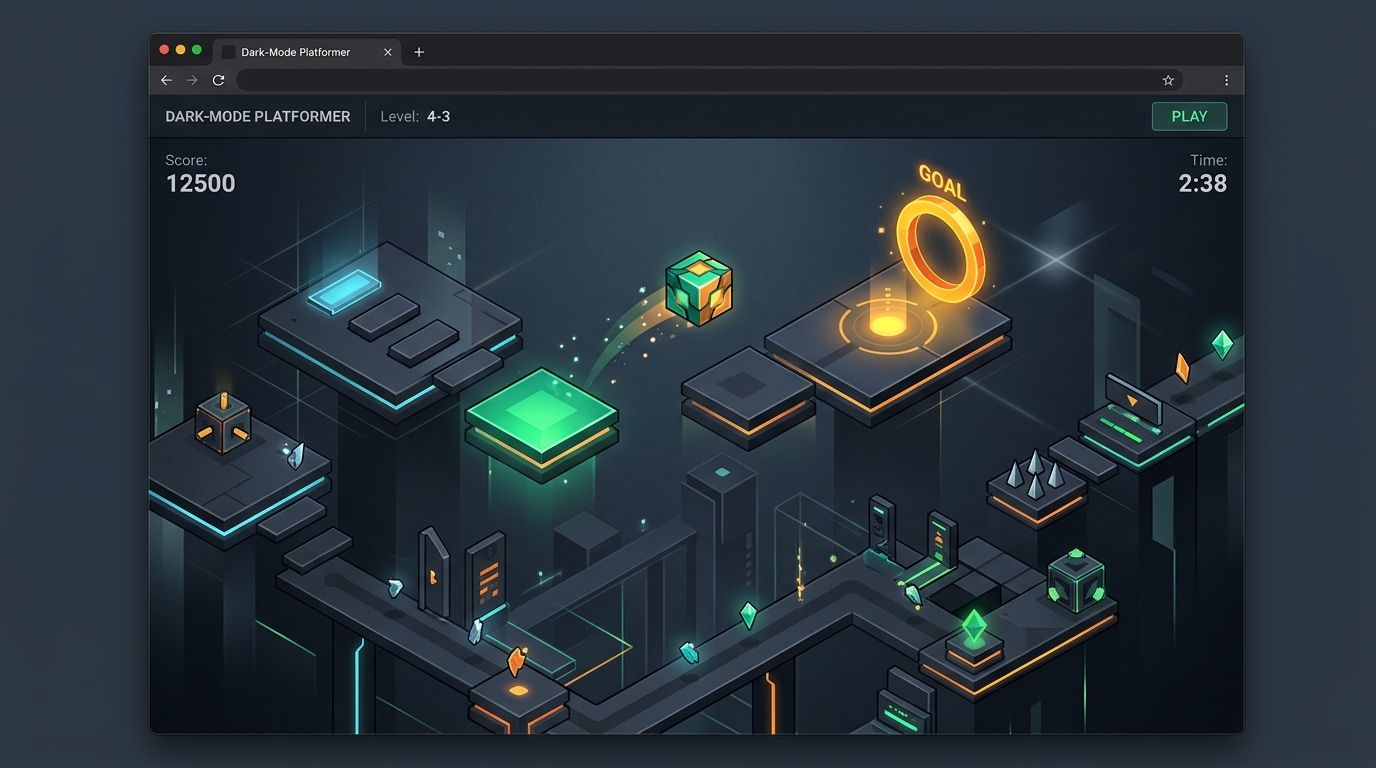 Dark-Mode Platformer
DARK-MODE PLATFORMER
Level: 4-3
PLAY
Score:
12500
Time:
2:38
GOAL